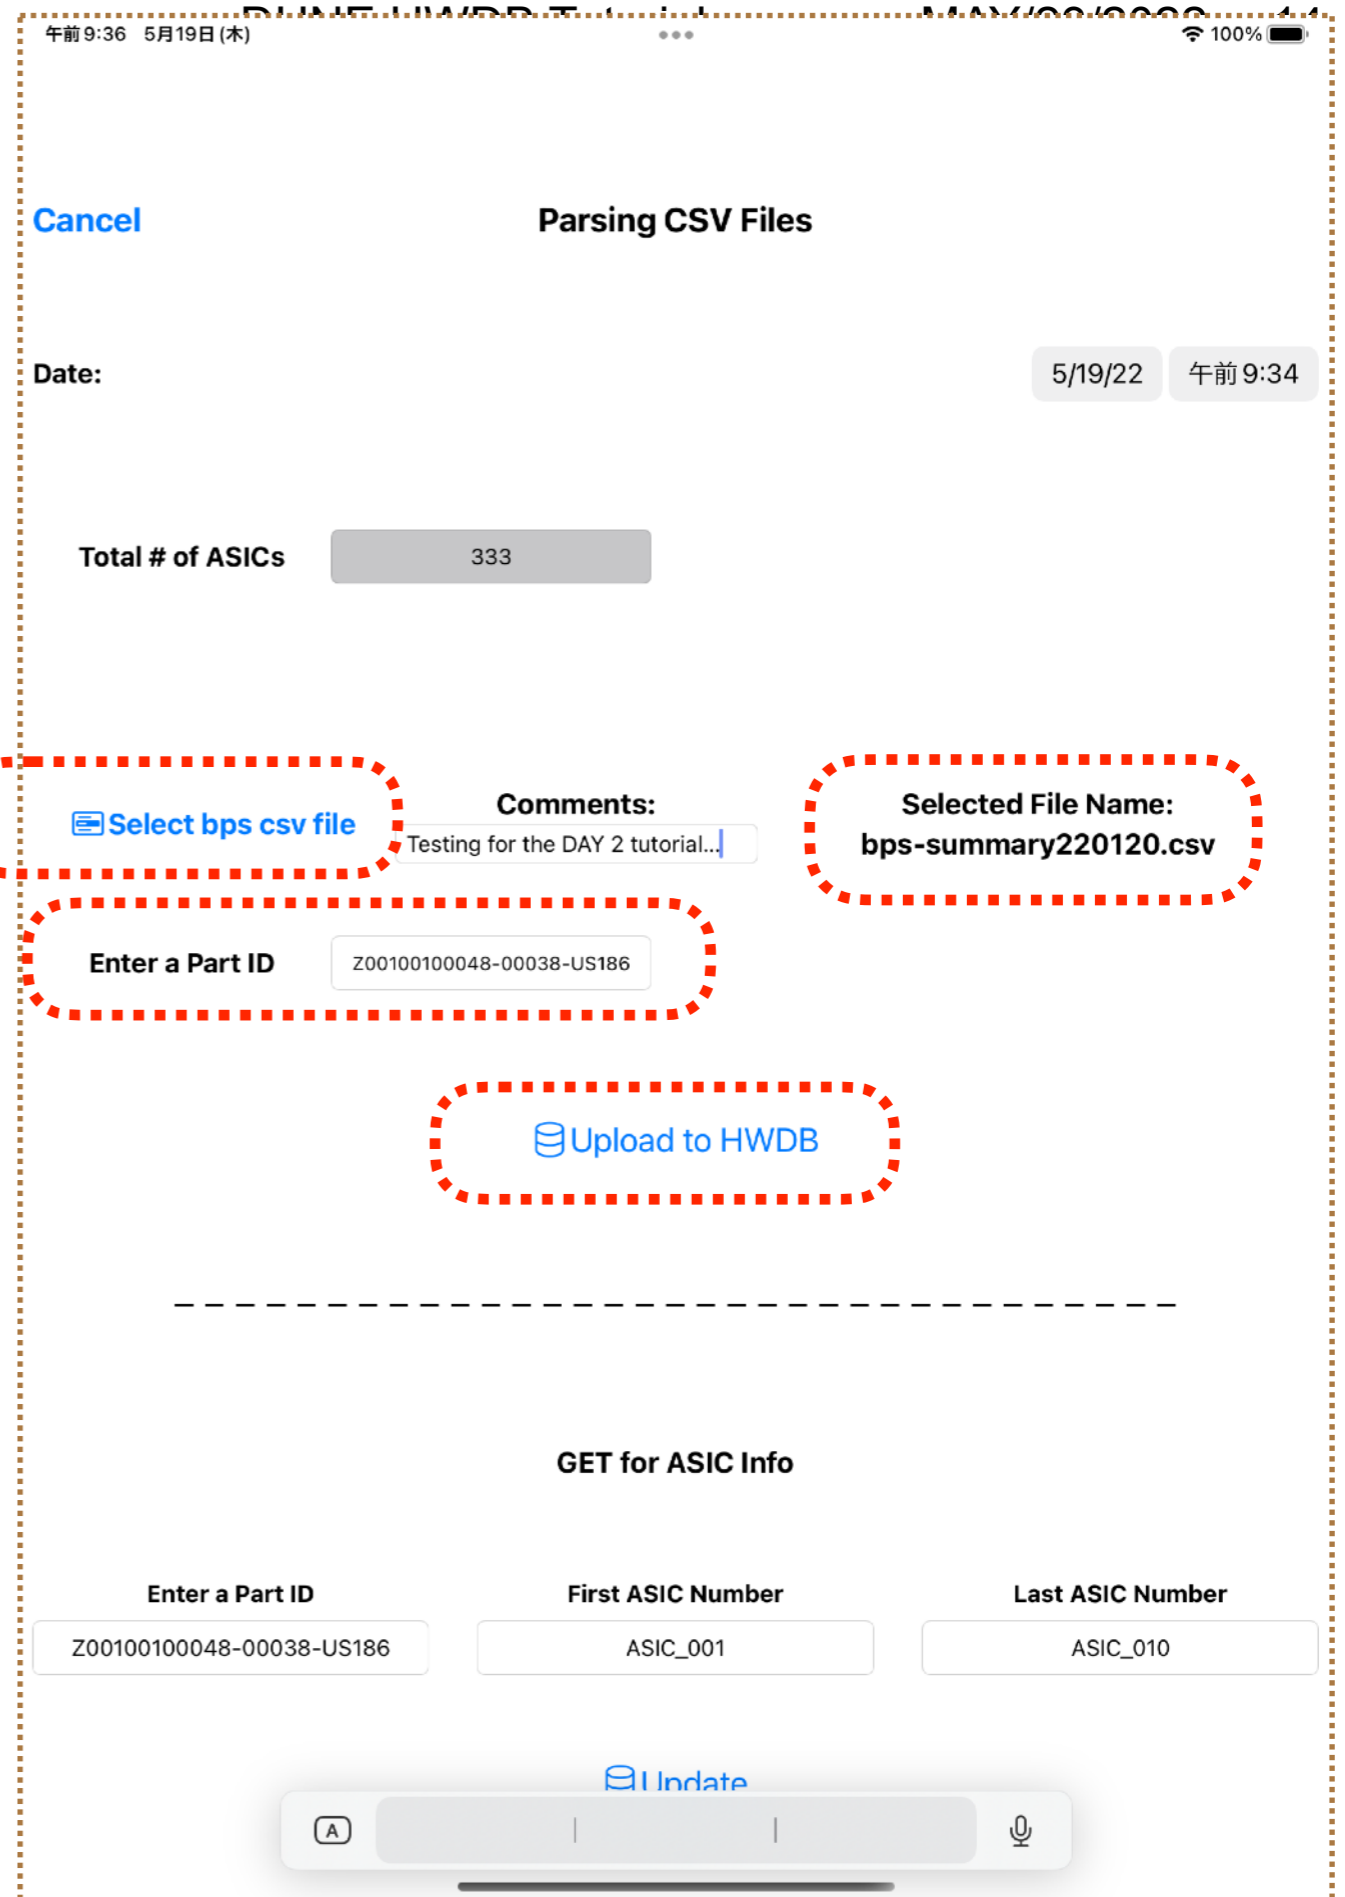 午前9:36 5月19日(木)
100%
Cancel
Parsing CSV Files
Date:
5/19/22
午前9:34
Total # of ASICs
333
Select bps csv file
Comments:
Testing for the DAY 2 tutorial...
Selected File Name:
bps-summary220120.csv
Enter a Part ID
Z00100100048-00038-US186
Upload to HWDB
GET for ASIC Info
Enter a Part ID
First ASIC Number
Last ASIC Number
Z00100100048-00038-US186
ASIC_001
ASIC_010
Update
A